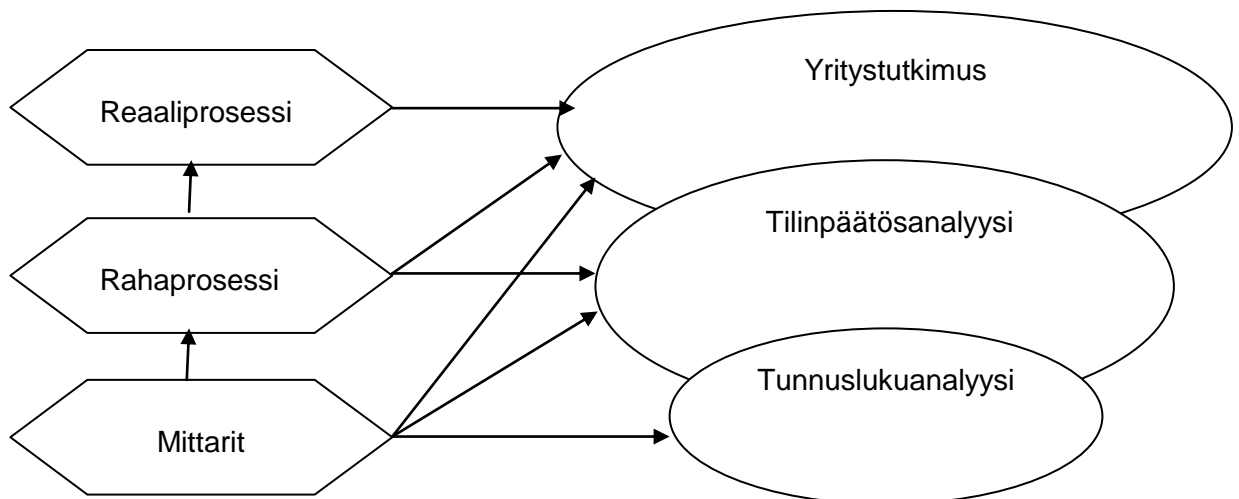 Yritystutkimus
Reaaliprosessi
Tilinpäätösanalyysi
Rahaprosessi
Tunnuslukuanalyysi
Mittarit